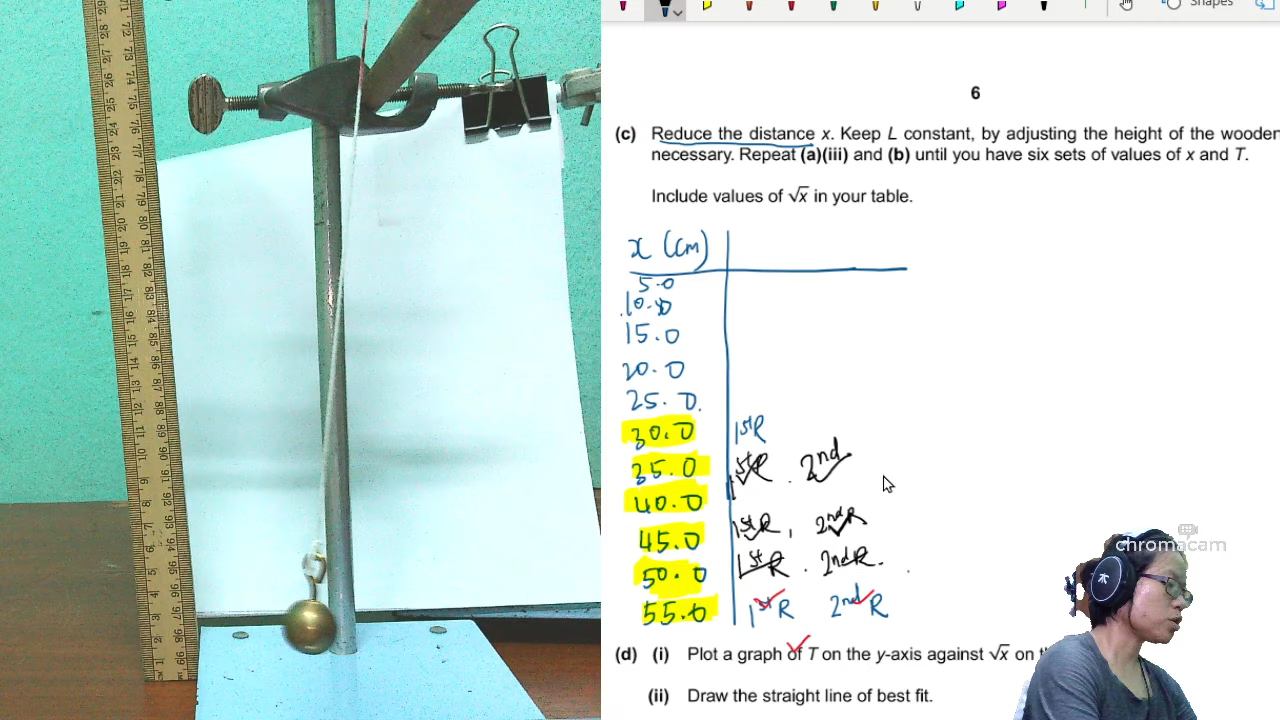 Shapes
6
(c) Reduce the distance x. Keep L constant, by adjusting the height of the wooden
necessary. Repeat (a)(iii) and (b) until you have six sets of values of x and T.
Include values of √x in your table.
x (cm)
5.0
10.0
15.0
20.0
25.0
30.0 1st R
35.0 1st R . 2nd
40.0
45.0 1st R , 2nd R
50.0 1st R . 2nd R.
55.0 1st R 2nd R
chromacam
(d) (i) Plot a graph of T on the y-axis against √x on
(ii) Draw the straight line of best fit.